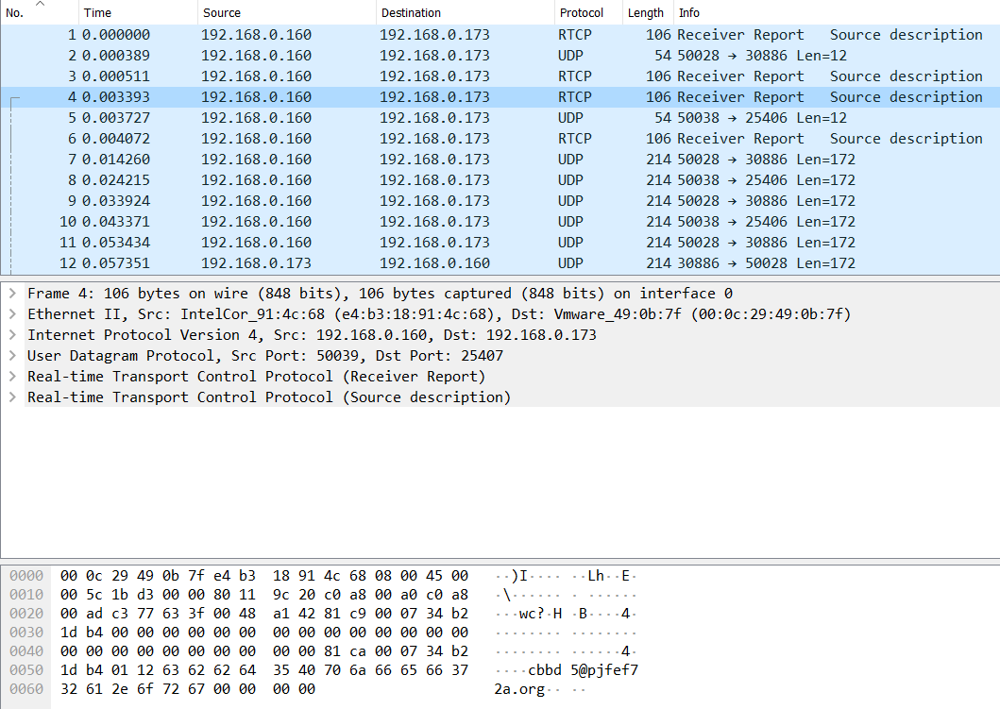 No. Time Source Destination Protocol Length Info
1 0.000000 192.168.0.160 192.168.0.173 RTCP 106 Receiver Report Source description
2 0.000389 192.168.0.160 192.168.0.173 UDP 54 50028 → 30886 Len=12
3 0.000511 192.168.0.160 192.168.0.173 RTCP 106 Receiver Report Source description
4 0.003393 192.168.0.160 192.168.0.173 RTCP 106 Receiver Report Source description
5 0.003727 192.168.0.160 192.168.0.173 UDP 54 50038 → 25406 Len=12
6 0.004072 192.168.0.160 192.168.0.173 RTCP 106 Receiver Report Source description
7 0.014260 192.168.0.160 192.168.0.173 UDP 214 50028 → 30886 Len=172
8 0.024215 192.168.0.160 192.168.0.173 UDP 214 50038 → 25406 Len=172
9 0.033924 192.168.0.160 192.168.0.173 UDP 214 50028 → 30886 Len=172
10 0.043371 192.168.0.160 192.168.0.173 UDP 214 50038 → 25406 Len=172
11 0.053434 192.168.0.160 192.168.0.173 UDP 214 50028 → 30886 Len=172
12 0.057351 192.168.0.173 192.168.0.160 UDP 214 30886 → 50028 Len=172
Frame 4: 106 bytes on wire (848 bits), 106 bytes captured (848 bits) on interface 0
Ethernet II, Src: IntelCor_91:4c:68 (e4:b3:18:91:4c:68), Dst: Vmware_49:0b:7f (00:0c:29:49:0b:7f)
Internet Protocol Version 4, Src: 192.168.0.160, Dst: 192.168.0.173
User Datagram Protocol, Src Port: 50039, Dst Port: 25407
Real-time Transport Control Protocol (Receiver Report)
Real-time Transport Control Protocol (Source description)
0000 00 0c 29 49 0b 7f e4 b3 18 91 4c 68 08 00 45 00 ··)I···· ··Lh··E·
0010 00 5c 1b d3 00 00 80 11 9c 20 c0 a8 00 a0 c0 a8 ·\······ · ······
0020 00 ad c3 77 63 3f 00 48 a1 42 81 c9 00 07 34 b2 ···wc?·H ·B····4·
0030 1d b4 00 00 00 00 00 00 00 00 00 00 00 00 00 00 ········ ········
0040 00 00 00 00 00 00 00 00 00 00 81 ca 00 07 34 b2 ········ ······4·
0050 1d b4 01 12 63 62 62 64 35 40 70 6a 66 65 66 37 ····cbbd 5@pjfef7
0060 32 61 2e 6f 72 67 00 00 00 00 2a.org·· ··